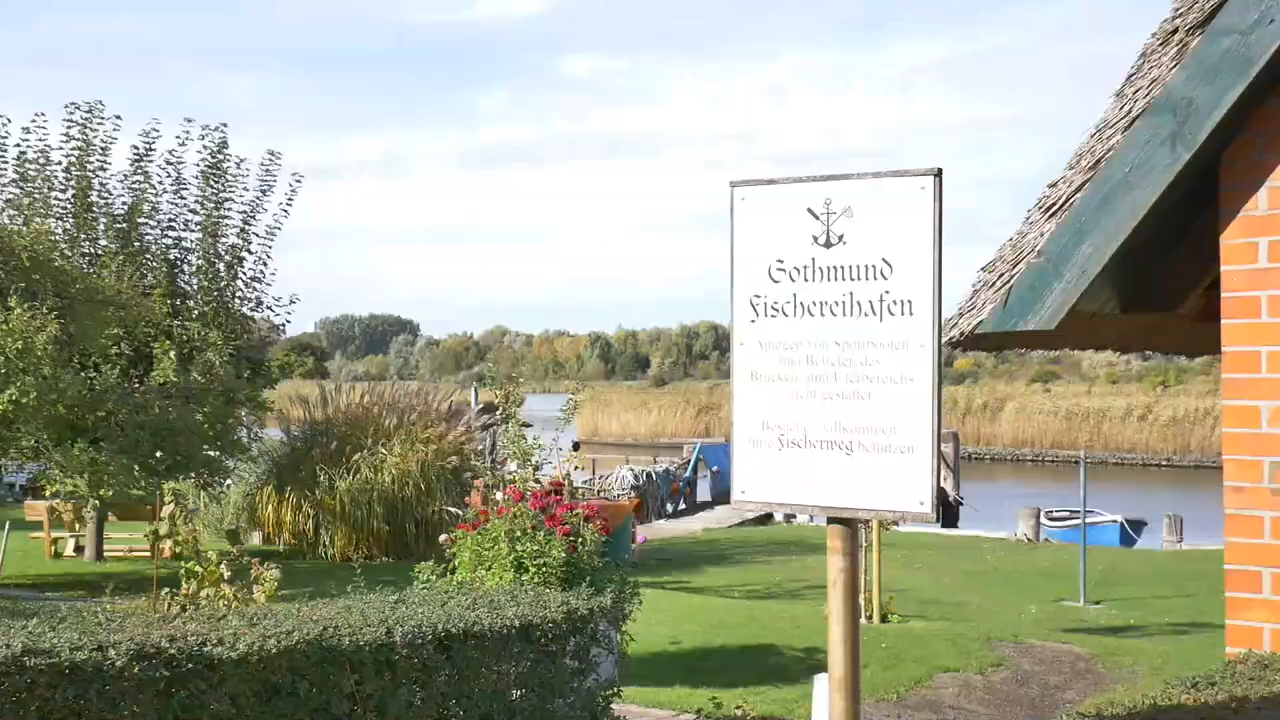 Gothmund
Fischereihafen
Anlegen von Sportbooten
und Betreten des
Brücken- und Uferbereichs
nicht gestattet
Besucher willkommen
bitte Fischerweg benutzen